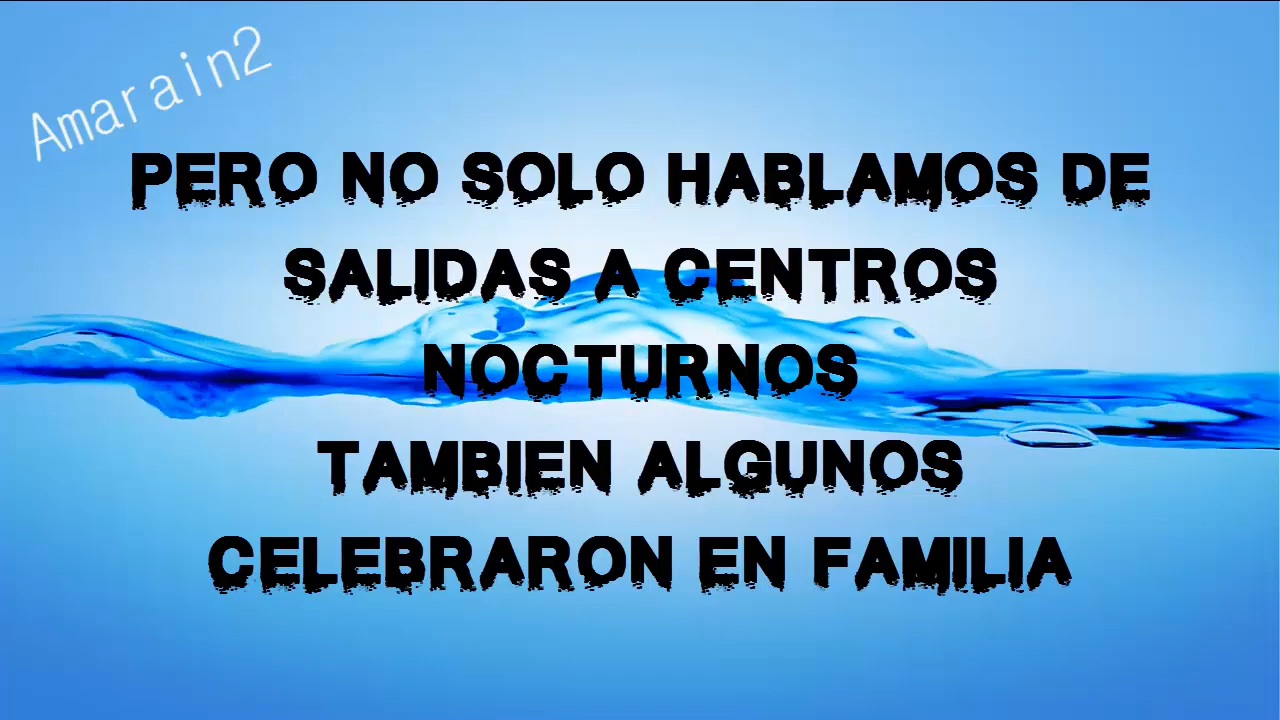 Amarain2
PERO NO SOLO HABLAMOS DE
SALIDAS A CENTROS
NOCTURNOS
TAMBIEN ALGUNOS
CELEBRARON EN FAMILIA